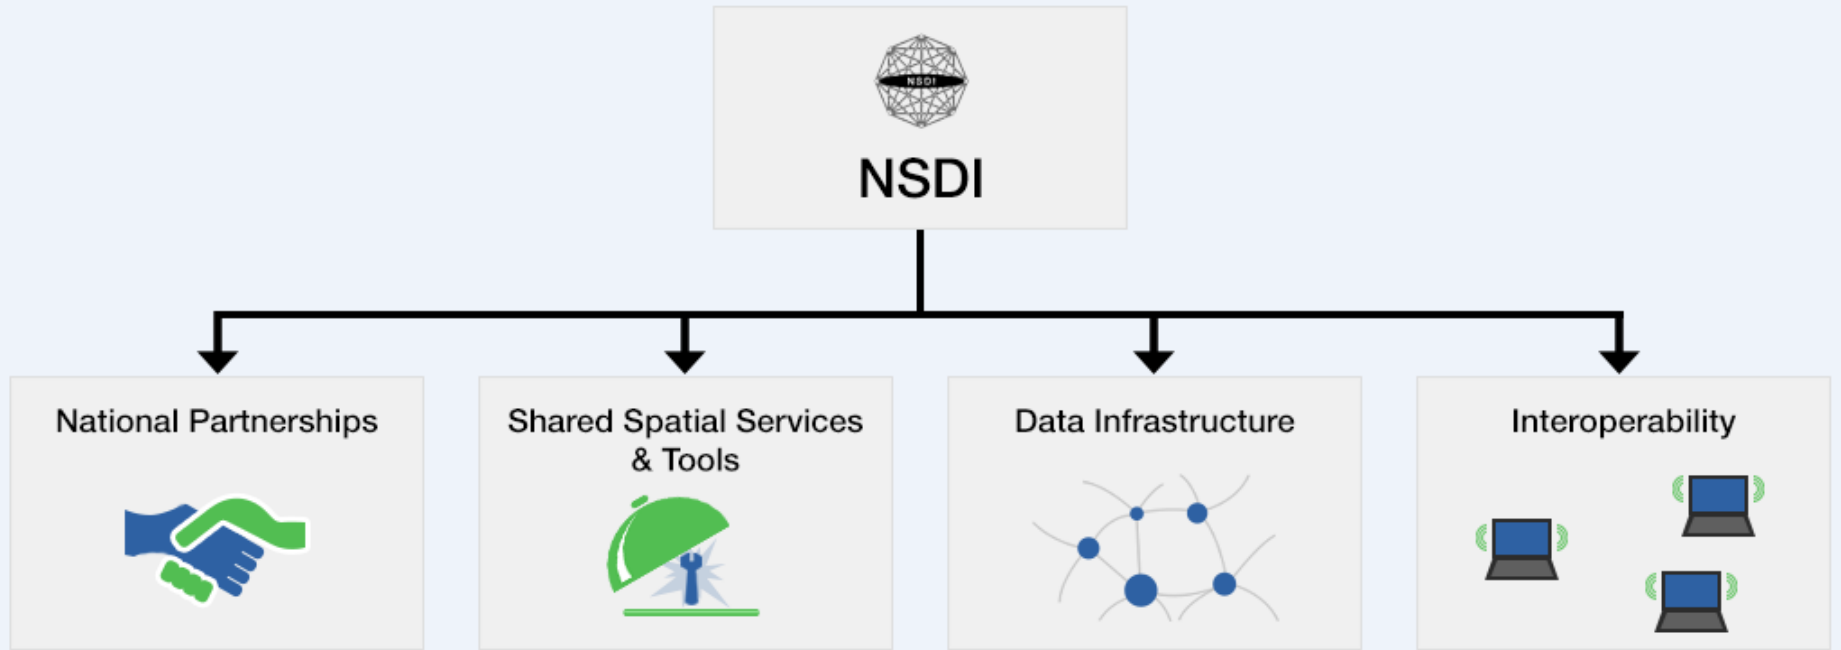 NSDI
NSDI
National Partnerships
Shared Spatial Services
& Tools
Data Infrastructure
Interoperability